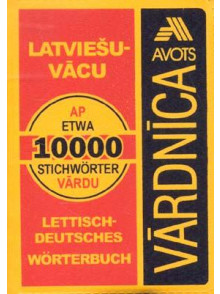 LATVIEŠU-
VĀCU
AP
ETWA
10000
STICHWÖRTER
VĀRDU
LETTISCH-
DEUTSCHES
WÖRTERBUCH
AVOTS
VĀRDNĪCA